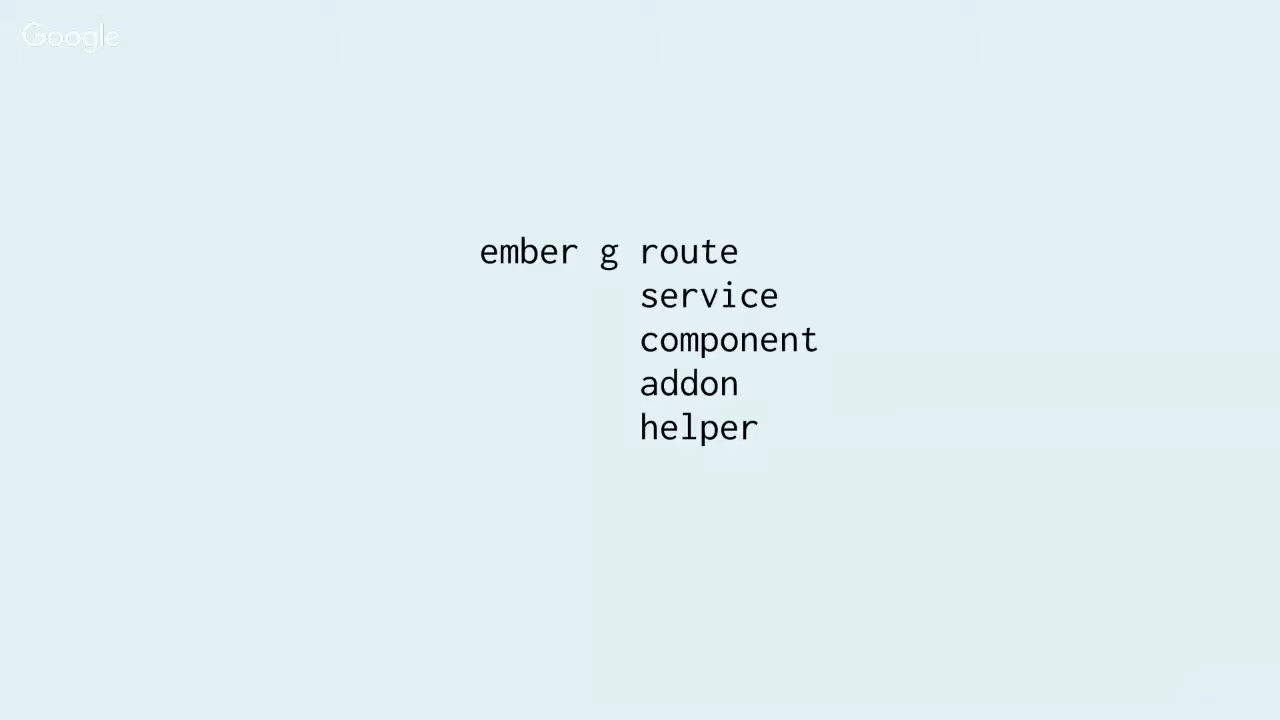 Google
ember g route
service
component
addon
helper